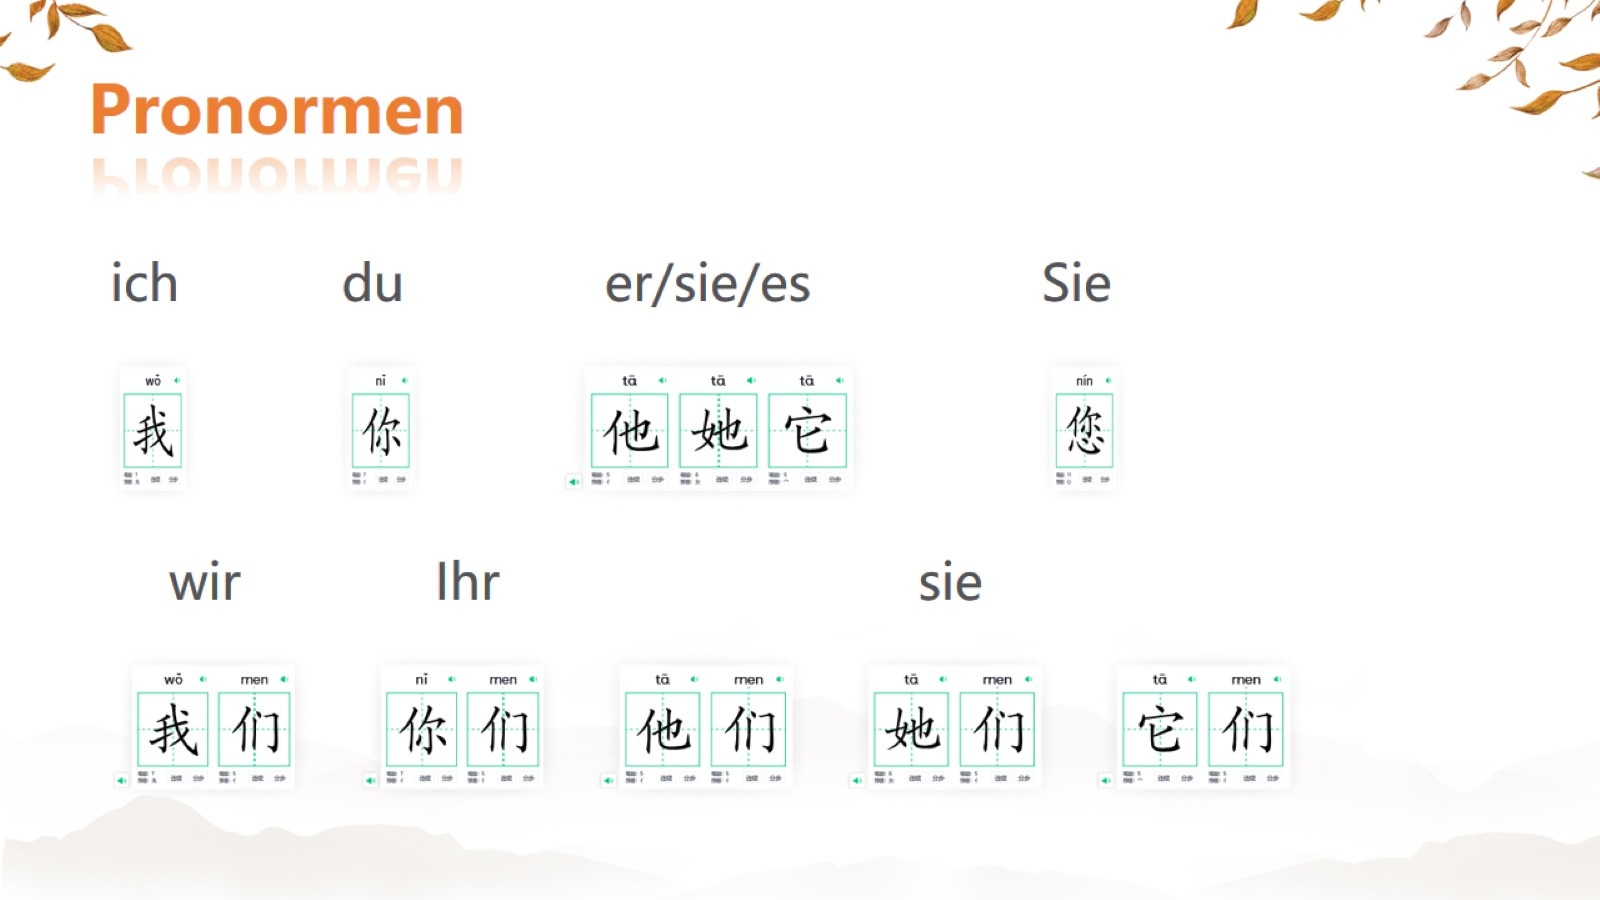 Pronormen
ich du er/sie/es Sie
wǒ nǐ tā tā tā nín
我 你 他 她 它 您
wir Ihr sie
wǒ men nǐ men tā men tā men tā men
我 们 你 们 他 们 她 们 它 们